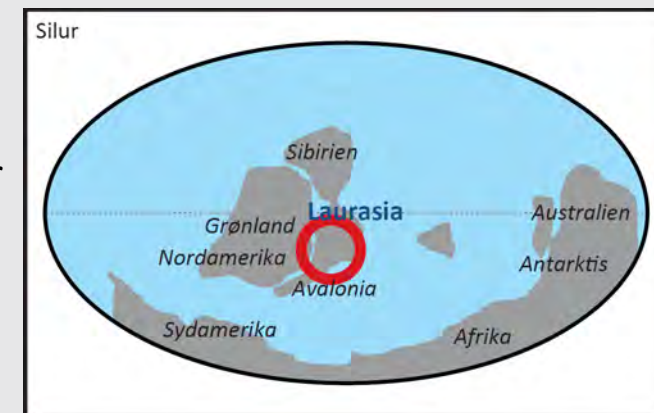 Silur
Sibirien
Laurasia
Grønland
Australien
Nordamerika
Antarktis
Avalonia
Sydamerika
Afrika